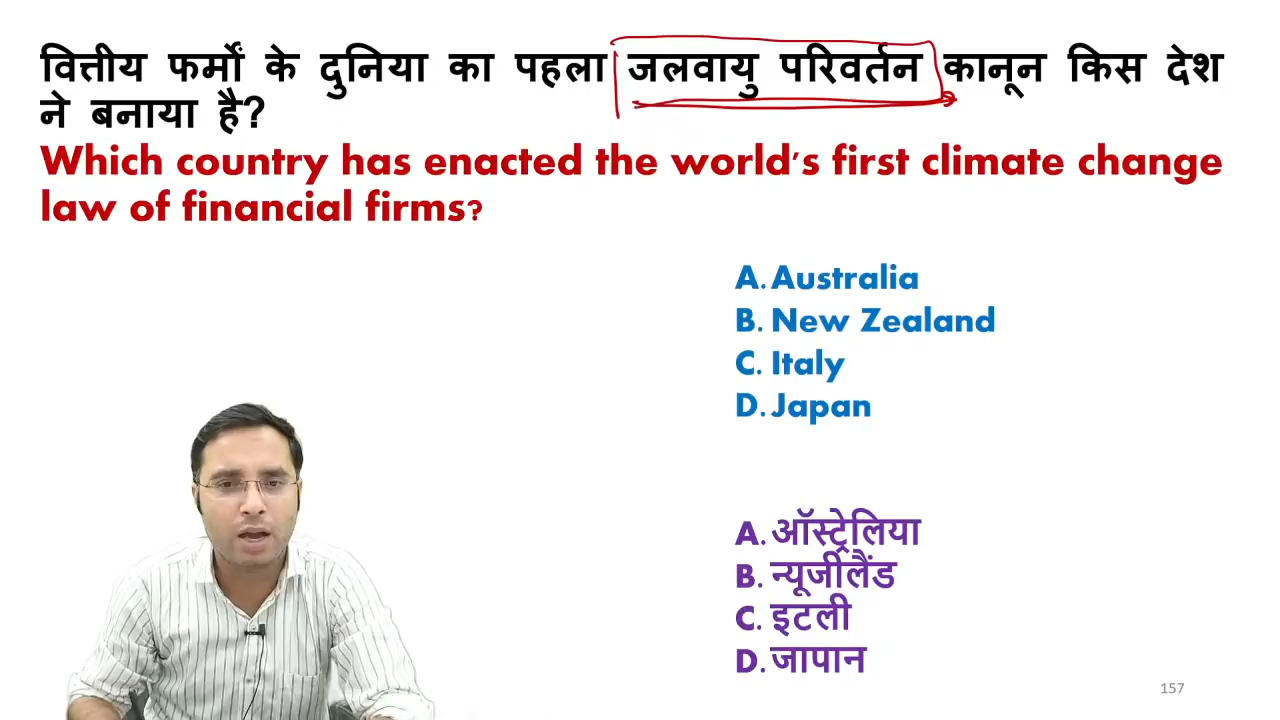 वित्तीय फर्मों के दुनिया का पहला जलवायु परिवर्तन कानून किस देश
ने बनाया है?
Which country has enacted the world's first climate change
law of financial firms?
A. Australia
B. New Zealand
C. Italy
D. Japan
A. ऑस्ट्रेलिया
B. न्यूजीलैंड
C. इटली
D. जापान
157